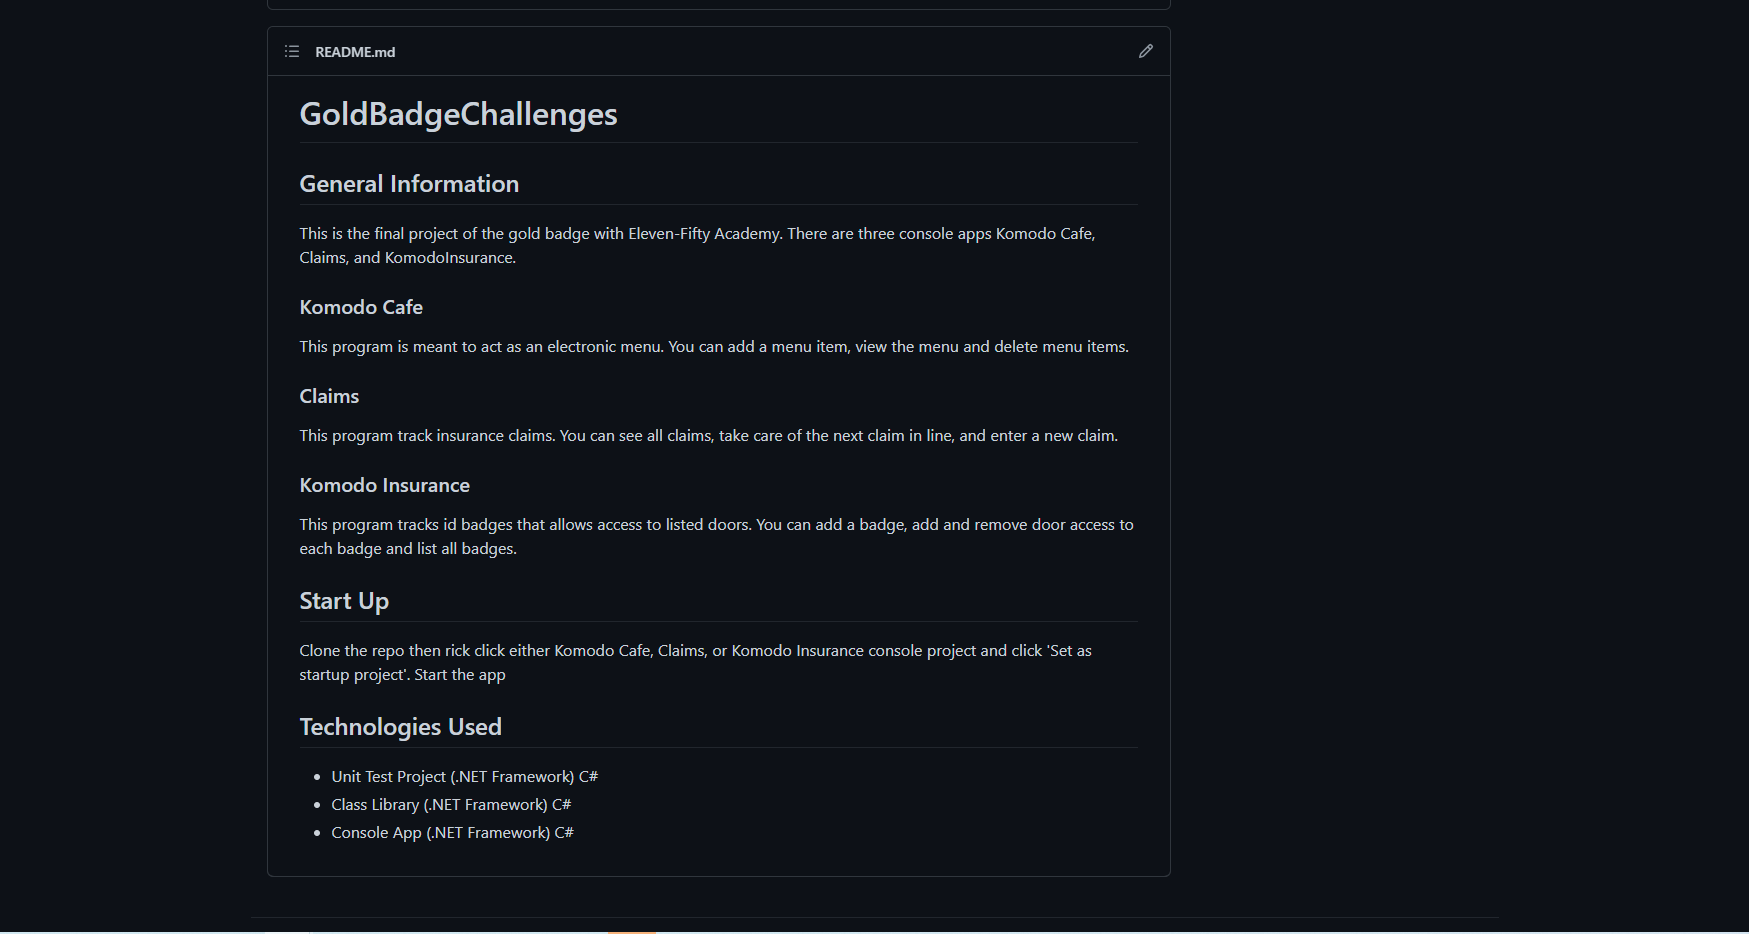 README.md
GoldBadgeChallenges
General Information
This is the final project of the gold badge with Eleven-Fifty Academy. There are three console apps Komodo Cafe,
Claims, and KomodoInsurance.
Komodo Cafe
This program is meant to act as an electronic menu. You can add a menu item, view the menu and delete menu items.
Claims
This program track insurance claims. You can see all claims, take care of the next claim in line, and enter a new claim.
Komodo Insurance
This program tracks id badges that allows access to listed doors. You can add a badge, add and remove door access to
each badge and list all badges.
Start Up
Clone the repo then rick click either Komodo Cafe, Claims, or Komodo Insurance console project and click 'Set as
startup project'. Start the app
Technologies Used
• Unit Test Project (.NET Framework) C#
• Class Library (.NET Framework) C#
• Console App (.NET Framework) C#